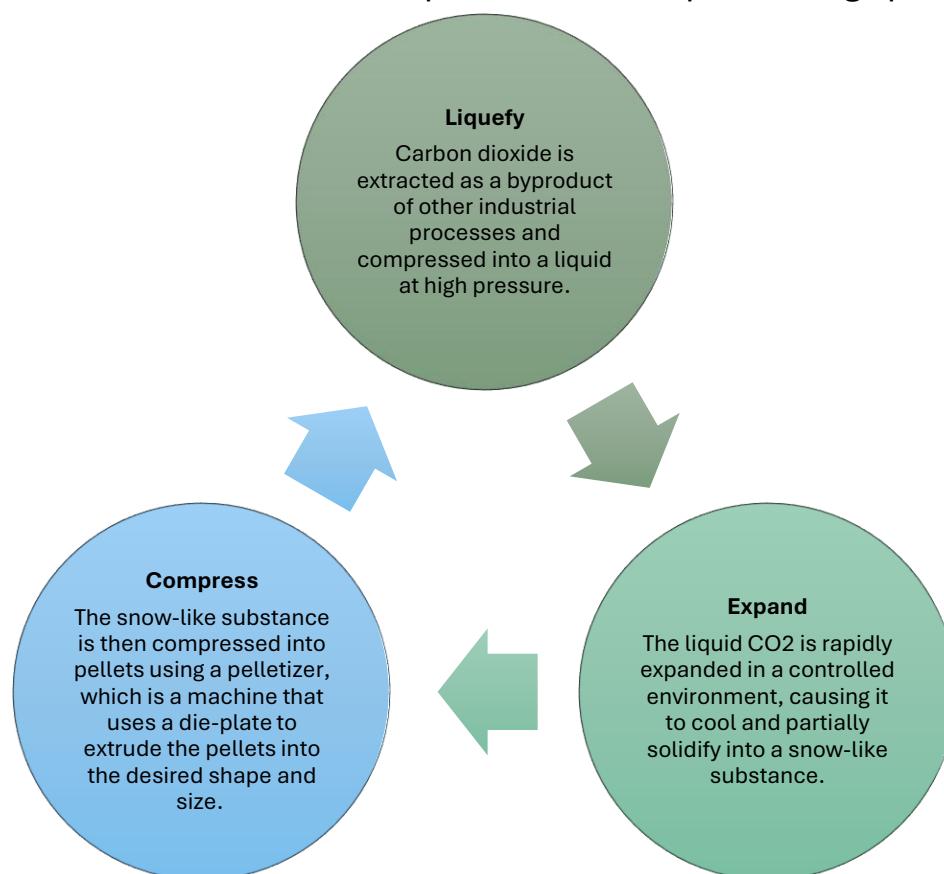 Liquefy
Carbon dioxide is
extracted as a byproduct
of other industrial
processes and
compressed into a liquid
at high pressure.
Expand
The liquid CO2 is rapidly
expanded in a controlled
environment, causing it
to cool and partially
solidify into a snow-like
substance.
Compress
The snow-like substance
is then compressed into
pellets using a pelletizer,
which is a machine that
uses a die-plate to
extrude the pellets into
the desired shape and
size.